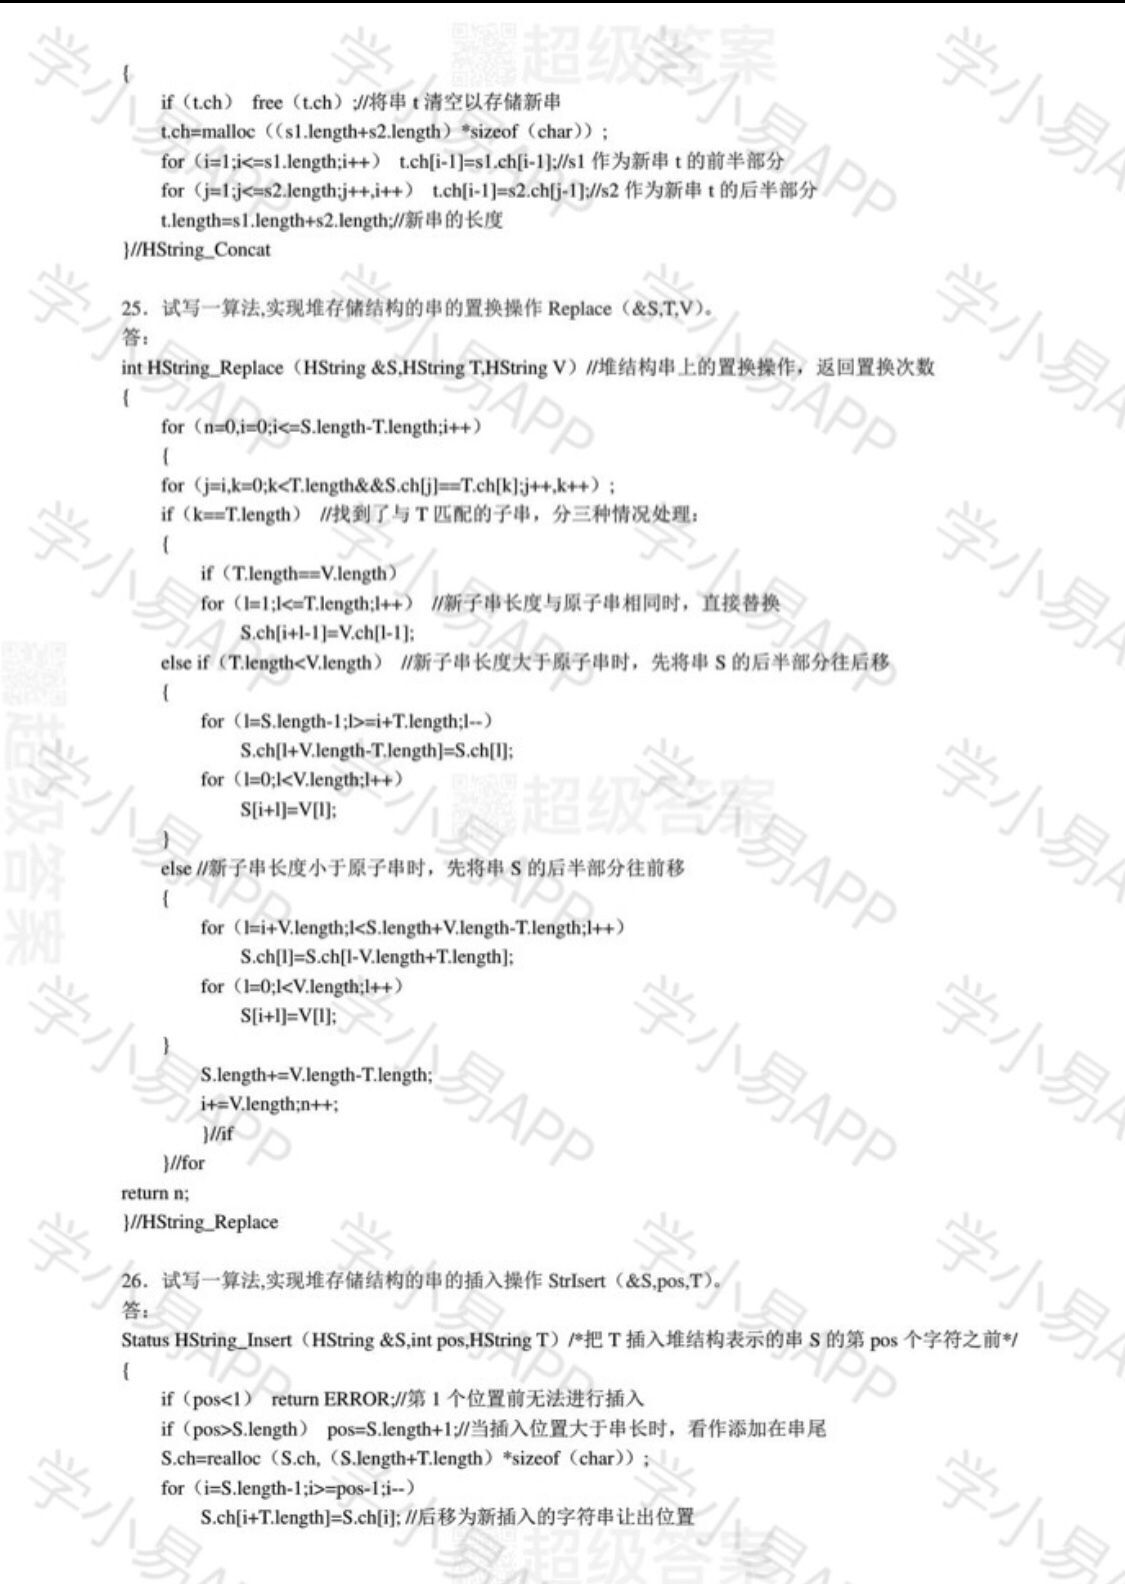 {
if（t.ch） free（t.ch）;//将串 t 清空以存储新串
t.ch=malloc（(s1.length+s2.length）*sizeof（char））;
for（i=1;i<=s1.length;i++） t.ch[i-1]=s1.ch[i-1];//s1 作为新串 t 的前半部分
for（j=1;j<=s2.length;j++,i++） t.ch[i-1]=s2.ch[j-1];//s2 作为新串 t 的后半部分
t.length=s1.length+s2.length;//新串的长度
}//HString_Concat
25．试写一算法,实现堆存储结构的串的置换操作 Replace（&S,T,V）。
答：
int HString_Replace（HString &S,HString T,HString V）//堆结构串上的置换操作，返回置换次数
{
for（n=0,i=0;i<=S.length-T.length;i++）
{
for（j=i,k=0;k<T.length&&S.ch[j]==T.ch[k];j++,k++）;
if（k==T.length） //找到了与 T 匹配的子串，分三种情况处理：
{
if（T.length==V.length）
for（l=1;l<=T.length;l++） //新子串长度与原子串相同时，直接替换
S.ch[i+l-1]=V.ch[l-1];
else if（T.length<V.length） //新子串长度大于原子串时，先将串 S 的后半部分往后移
{
for（l=S.length-1;l>=i+T.length;l--）
S.ch[l+V.length-T.length]=S.ch[l];
for（l=0;l<V.length;l++）
S[i+l]=V[l];
}
else //新子串长度小于原子串时，先将串 S 的后半部分往前移
{
for（l=i+V.length;l<S.length+V.length-T.length;l++）
S.ch[l]=S.ch[l-V.length+T.length];
for（l=0;l<V.length;l++）
S[i+l]=V[l];
}
S.length+=V.length-T.length;
i+=V.length;n++;
}//if
}//for
return n;
}//HString_Replace
26．试写一算法,实现堆存储结构的串的插入操作 StrIsert（&S,pos,T）。
答：
Status HString_Insert（HString &S,int pos,HString T）/*把 T 插入堆结构表示的串 S 的第 pos 个字符之前*/
{
if（pos<1） return ERROR;//第 1 个位置前无法进行插入
if（pos>S.length） pos=S.length+1;//当插入位置大于串长时，看作添加在串尾
S.ch=realloc（S.ch,（S.length+T.length）*sizeof（char））;
for（i=S.length-1;i>=pos-1;i--）
S.ch[i+T.length]=S.ch[i]; //后移为新插入的字符串让出位置